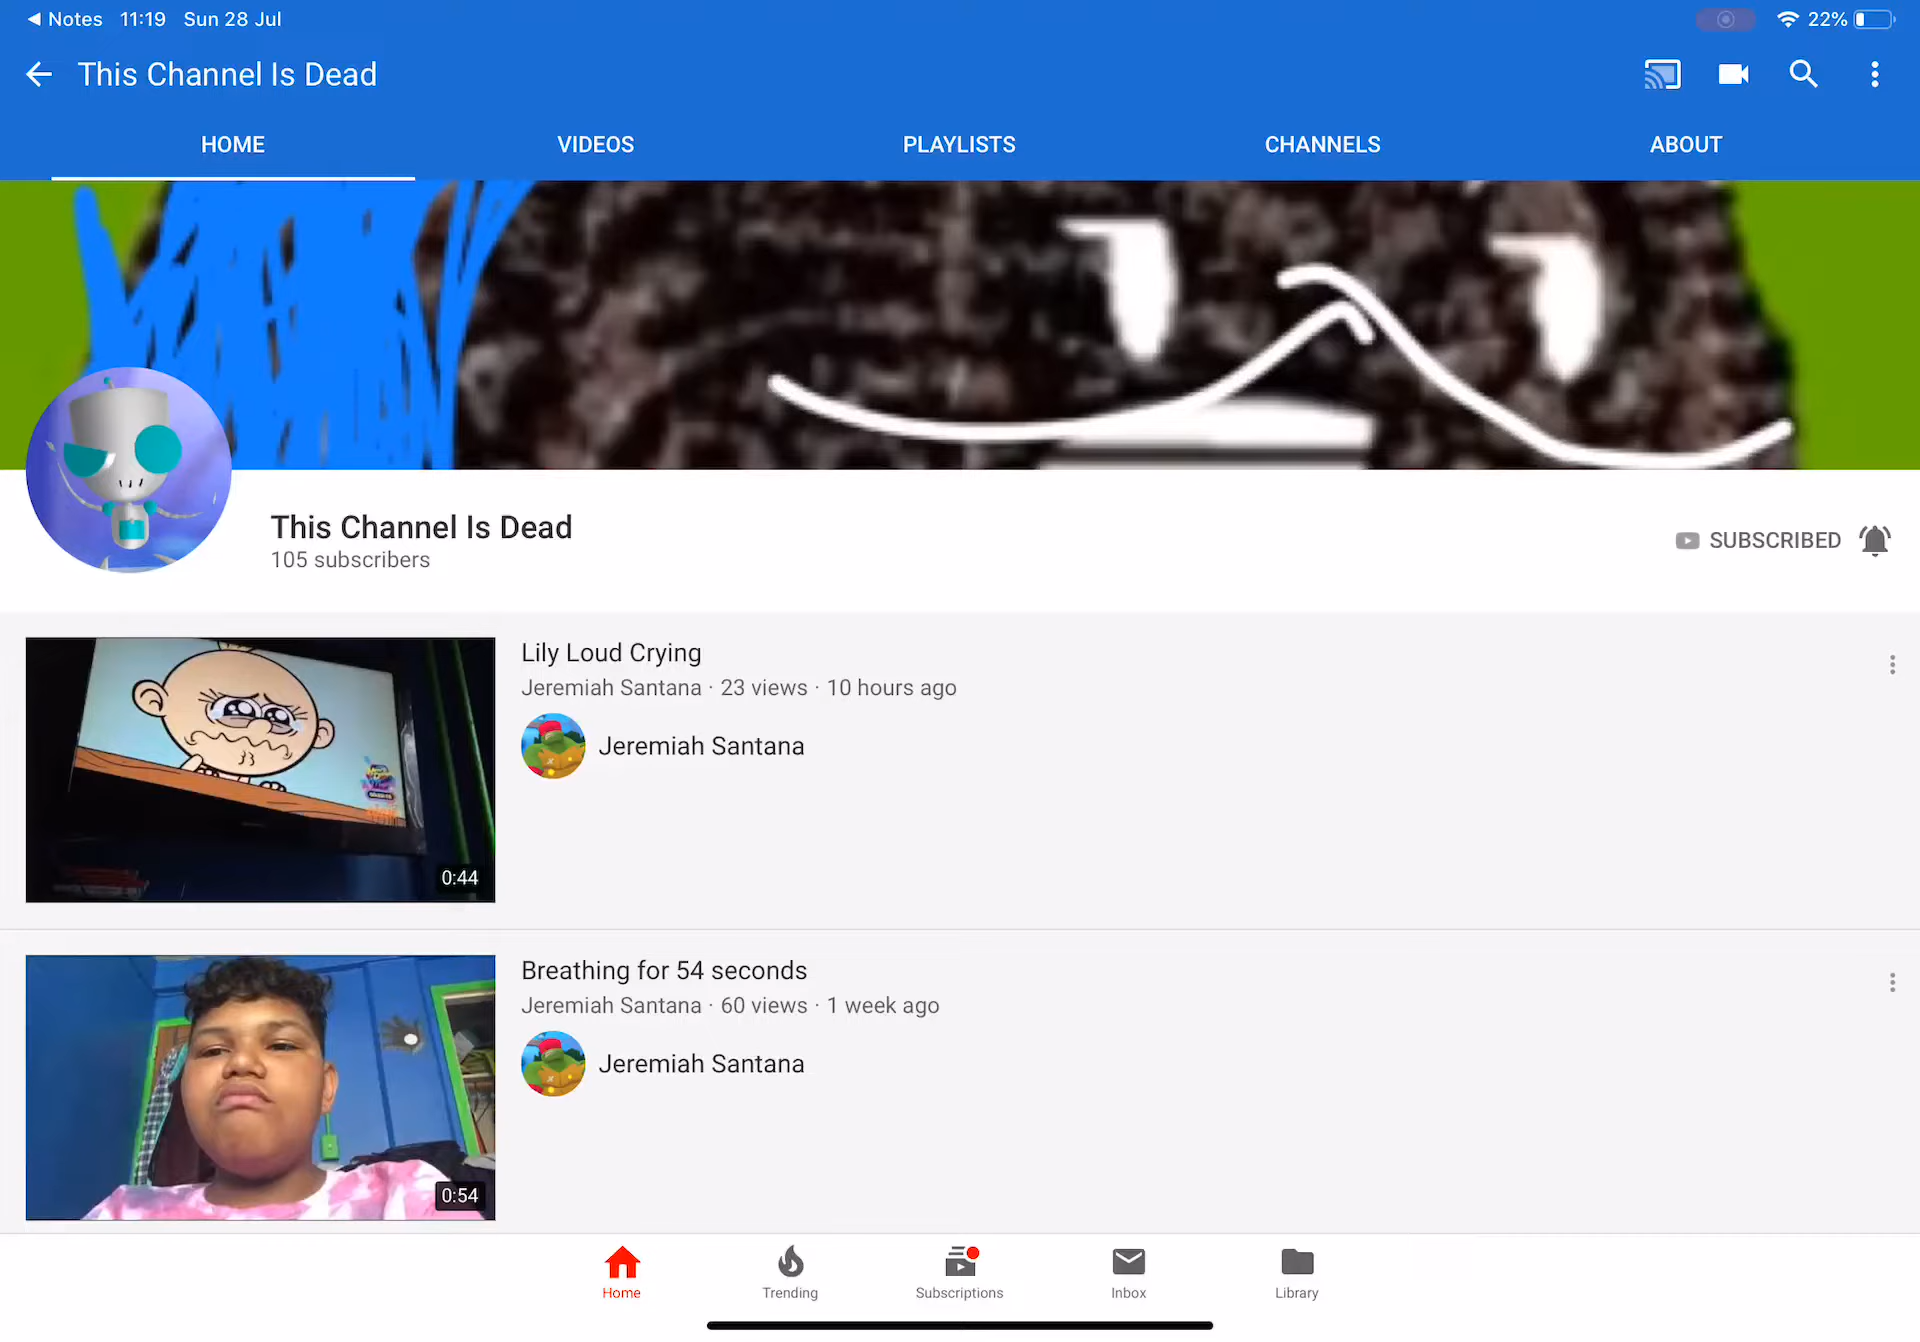 Notes 11:19 Sun 28 Jul 22%
This Channel Is Dead
HOME VIDEOS PLAYLISTS CHANNELS ABOUT
This Channel Is Dead
105 subscribers
SUBSCRIBED
Lily Loud Crying
Jeremiah Santana · 23 views · 10 hours ago
Jeremiah Santana
0:44
Breathing for 54 seconds
Jeremiah Santana · 60 views · 1 week ago
Jeremiah Santana
0:54
Home Trending Subscriptions Inbox Library